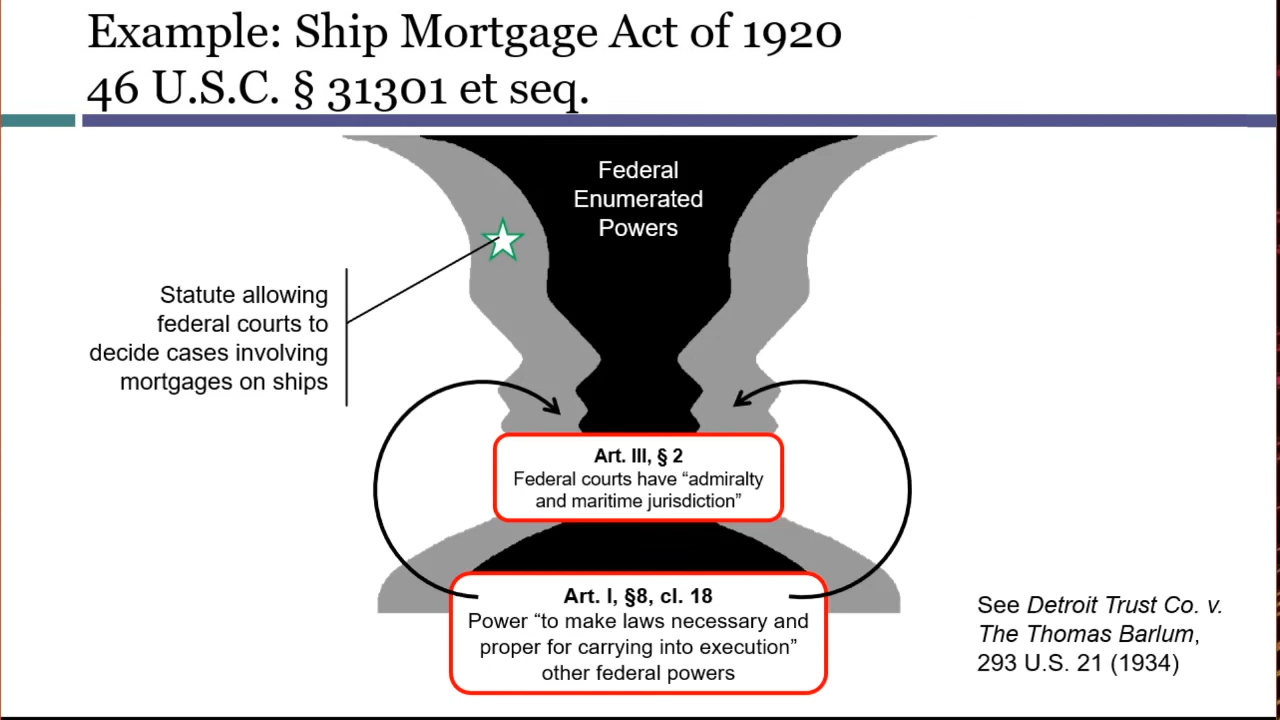 Example: Ship Mortgage Act of 1920
46 U.S.C. § 31301 et seq.
Federal
Enumerated
Powers
Statute allowing
federal courts to
decide cases involving
mortgages on ships
Art. III, § 2
Federal courts have “admiralty
and maritime jurisdiction”
Art. I, §8, cl. 18
Power “to make laws necessary and
proper for carrying into execution”
other federal powers
See Detroit Trust Co. v.
The Thomas Barlum,
293 U.S. 21 (1934)